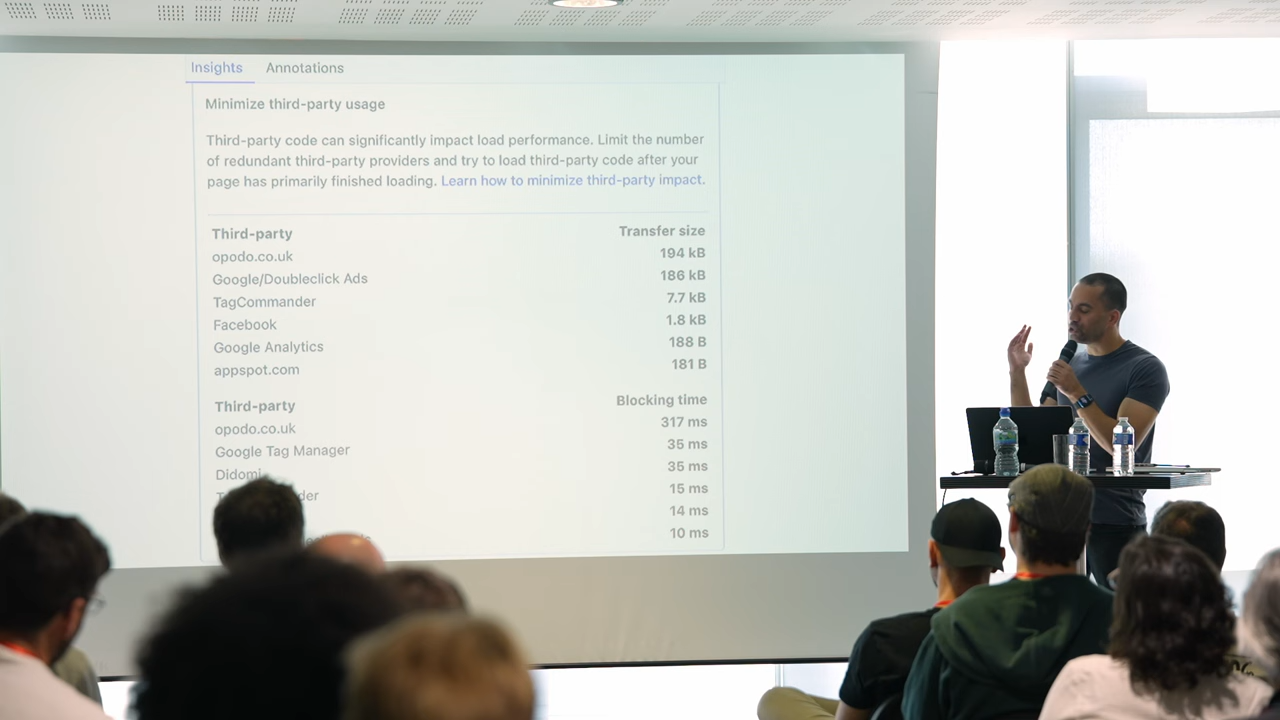 Insights Annotations
Minimize third-party usage
Third-party code can significantly impact load performance. Limit the number
of redundant third-party providers and try to load third-party code after your
page has primarily finished loading. Learn how to minimize third-party impact.
Third-party Transfer size
opodo.co.uk 194 kB
Google/Doubleclick Ads 186 kB
TagCommander 7.7 kB
Facebook 1.8 kB
Google Analytics 188 B
appspot.com 181 B
Third-party Blocking time
opodo.co.uk 317 ms
Google Tag Manager 35 ms
Didomi 35 ms
15 ms
14 ms
10 ms